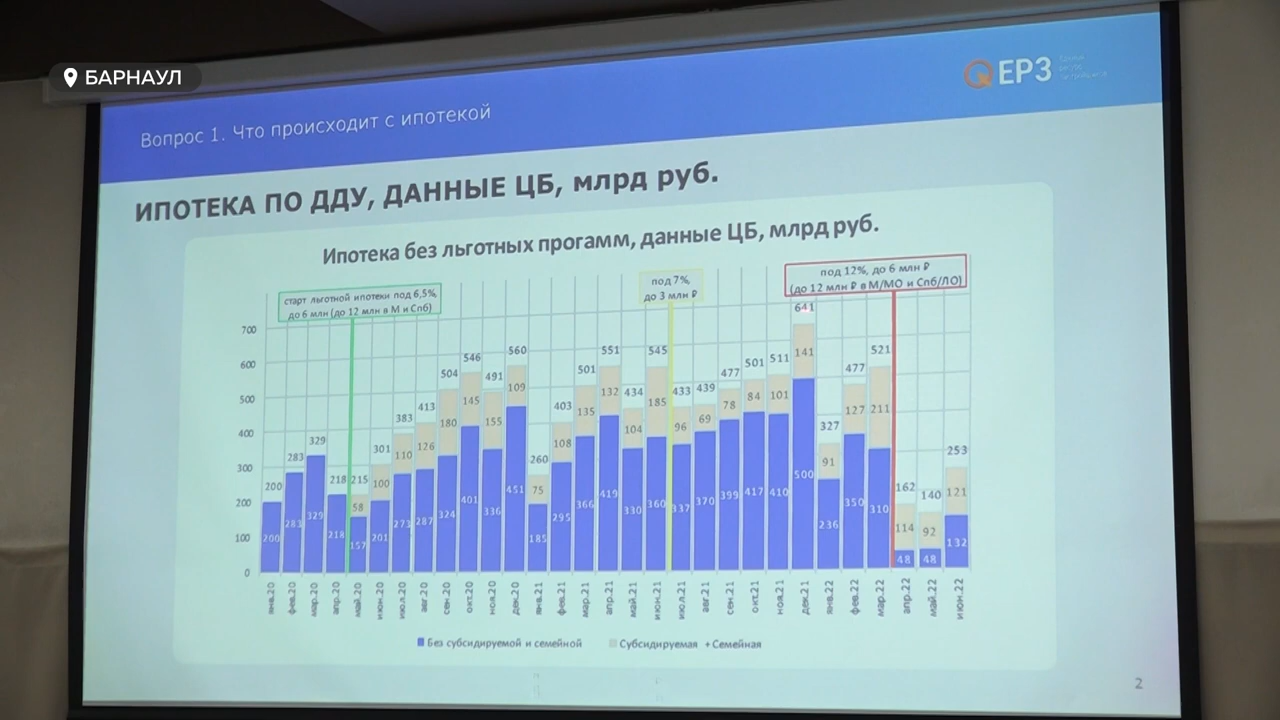 БАРНАУЛ
ЕРЗ
Вопрос 1. Что происходит с ипотекой
ИПОТЕКА ПО ДДУ, ДАННЫЕ ЦБ, млрд руб.
Ипотека без льготных прогамм, данные ЦБ, млрд руб.
старт льготной ипотеки под 6,5%,
до 6 млн (до 12 млн в М и Спб)
под 7%,
до 3 млн ₽
под 12%, до 6 млн ₽
(до 12 млн ₽ в М/МО и Спб/ЛО)
700
600
500
400
300
200
100
0
200 283 329 218 215 301 383 413 504 546 491 560 260 403 501 551 434 545 433 439 477 501 511 641 327 477 521 162 140 253
58 100 110 126 180 145 155 109 75 108 135 132 104 185 96 69 78 84 101 141 91 127 211 114 92 121
200 283 329 218 157 201 273 287 324 401 336 451 185 295 366 419 330 360 337 370 399 417 410 500 236 350 310 48 48 132
янв.20 фев.20 мар.20 апр.20 май.20 июн.20 июл.20 авг.20 сен.20 окт.20 ноя.20 дек.20 янв.21 фев.21 мар.21 апр.21 май.21 июн.21 июл.21 авг.21 сен.21 окт.21 ноя.21 дек.21 янв.22 фев.22 мар.22 апр.22 май.22 июн.22
Без субсидируемой и семейной Субсидируемая + Семейная
2